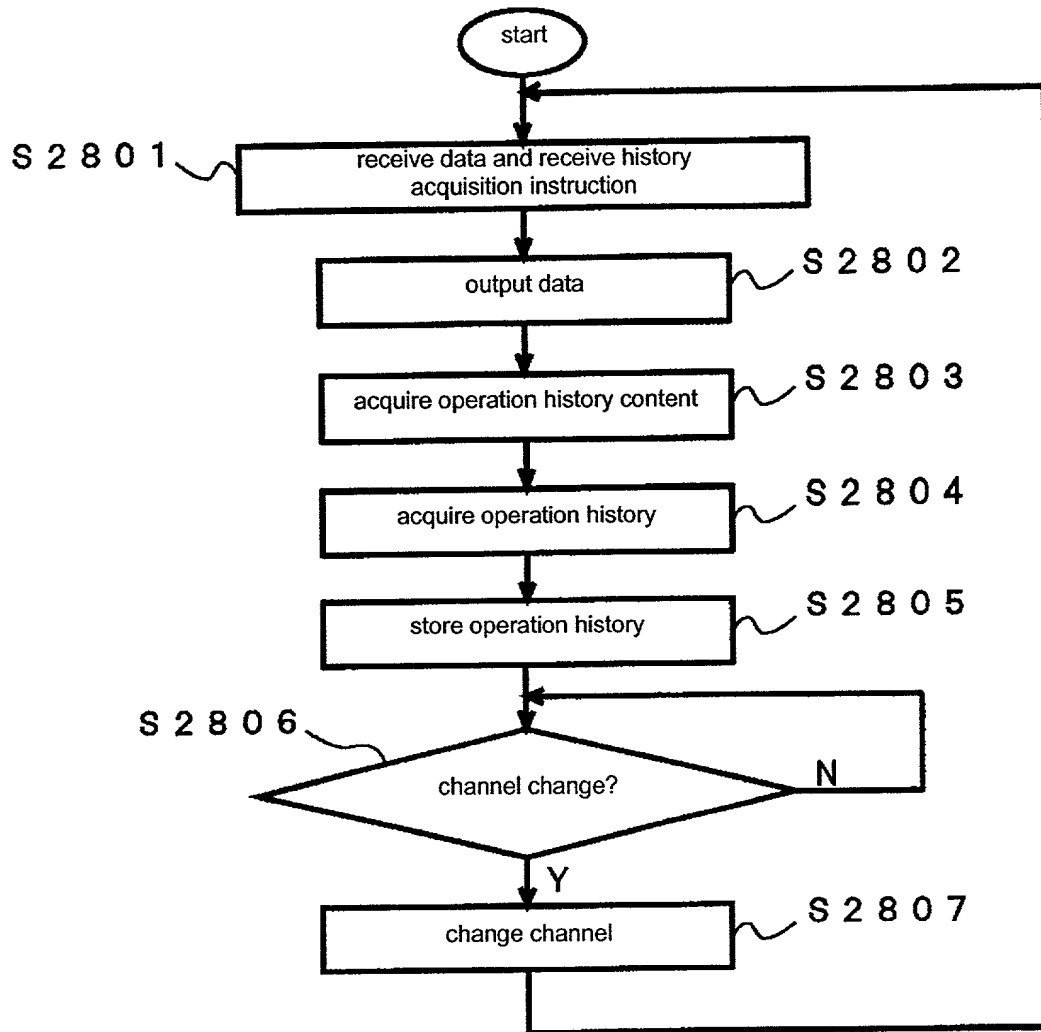 start
S2801
receive data and receive history
acquisition instruction
S2802
output data
S2803
acquire operation history content
S2804
acquire operation history
S2805
store operation history
S2806
channel change?
N
Y
S2807
change channel